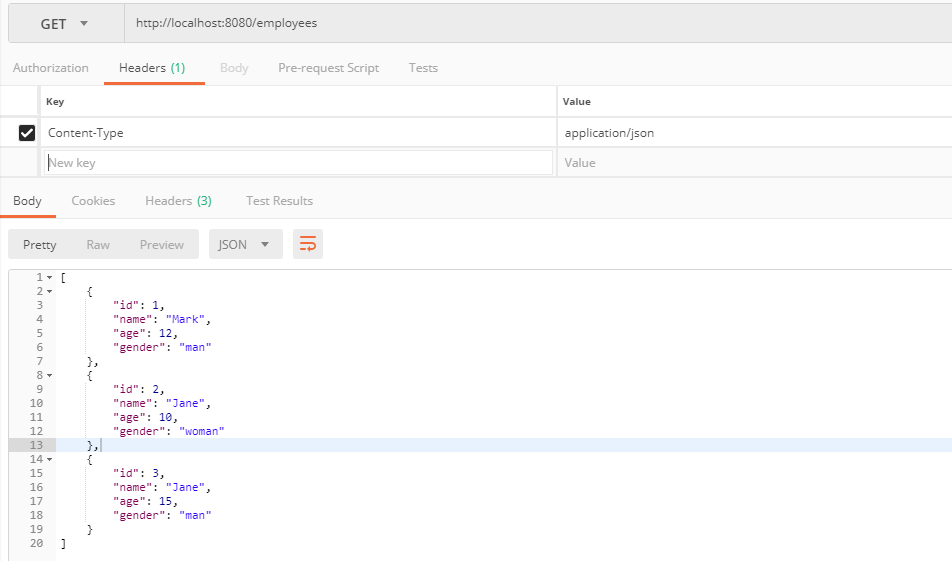 GET http://localhost:8080/employees
Authorization Headers (1) Body Pre-request Script Tests
Key Value
Content-Type application/json
New key Value
Body Cookies Headers (3) Test Results
Pretty Raw Preview JSON
1 [
2 {
3 "id": 1,
4 "name": "Mark",
5 "age": 12,
6 "gender": "man"
7 },
8 {
9 "id": 2,
10 "name": "Jane",
11 "age": 10,
12 "gender": "woman"
13 },
14 {
15 "id": 3,
16 "name": "Jane",
17 "age": 15,
18 "gender": "man"
19 }
20 ]